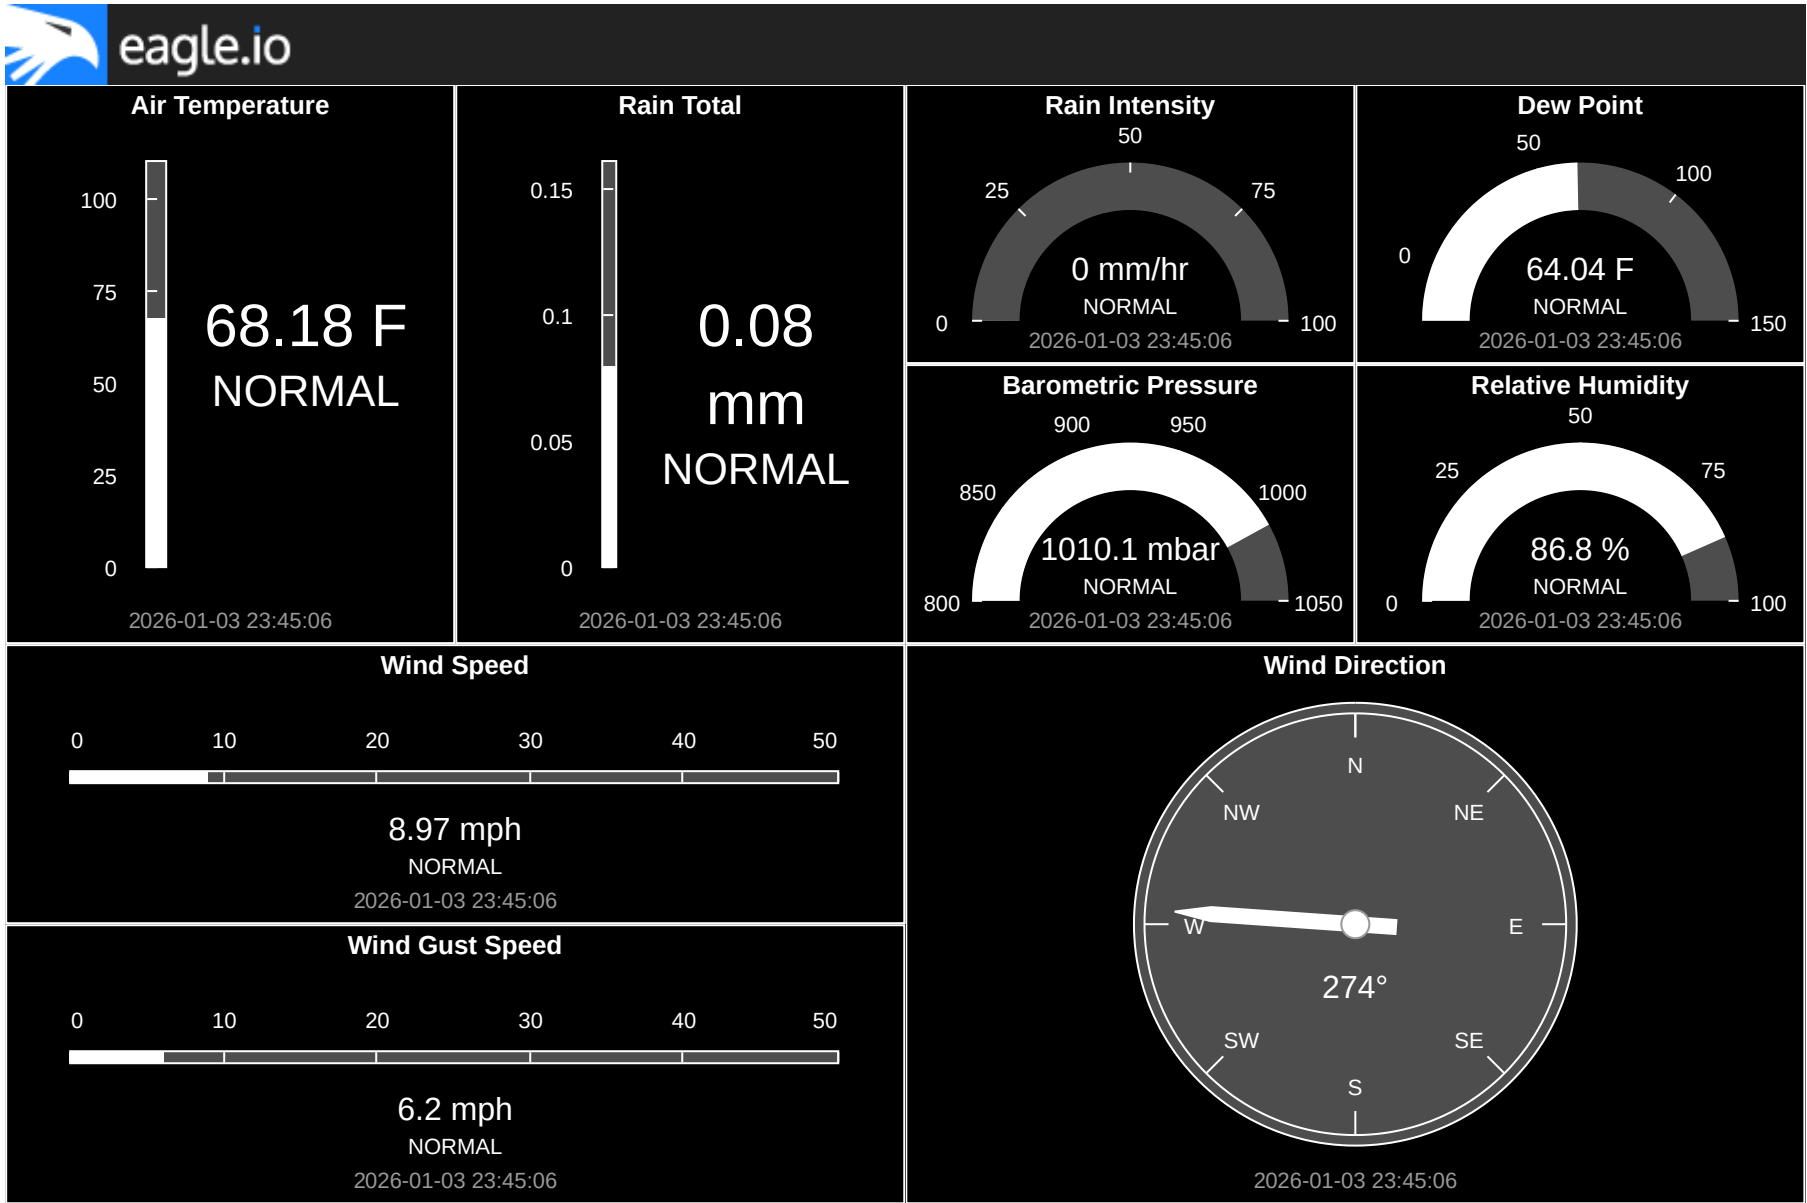 eagle.io
Air Temperature
100
75
50
25
0
68.18 F
NORMAL
2026-01-03 23:45:06
Rain Total
0.15
0.1
0.05
0
0.08
mm
NORMAL
2026-01-03 23:45:06
Rain Intensity
50
25
75
0
100
0 mm/hr
NORMAL
2026-01-03 23:45:06
Dew Point
50
100
0
150
64.04 F
NORMAL
2026-01-03 23:45:06
Barometric Pressure
900
950
850
1000
800
1050
1010.1 mbar
NORMAL
2026-01-03 23:45:06
Relative Humidity
50
25
75
0
100
86.8 %
NORMAL
2026-01-03 23:45:06
Wind Speed
0 10 20 30 40 50
8.97 mph
NORMAL
2026-01-03 23:45:06
Wind Gust Speed
0 10 20 30 40 50
6.2 mph
NORMAL
2026-01-03 23:45:06
Wind Direction
N
NW
NE
W
E
274°
SW
SE
S
2026-01-03 23:45:06